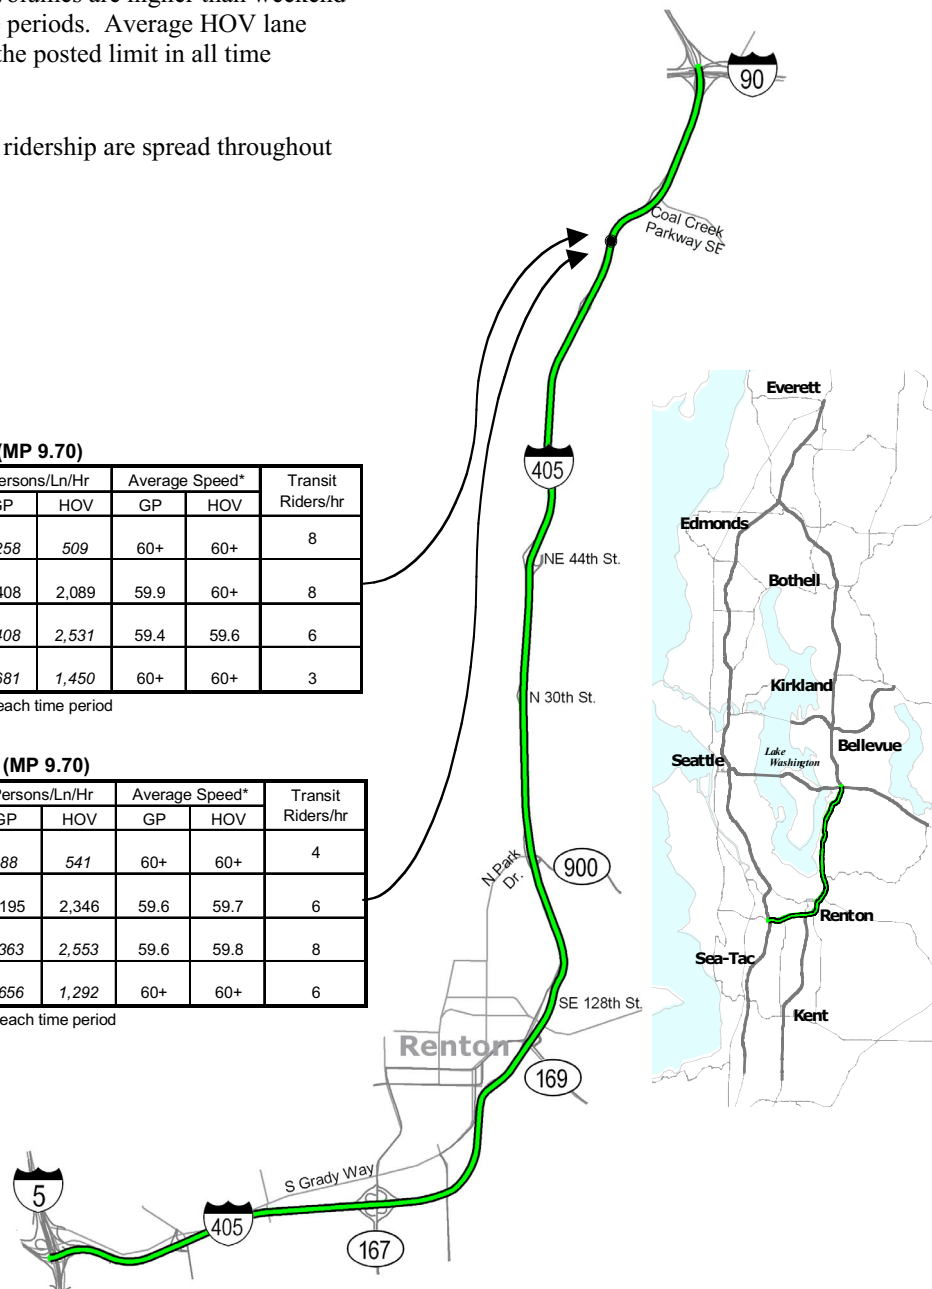 volumes are higher than weekend
periods. Average HOV lane
the posted limit in all time
ridership are spread throughout
90
Coal Creek
Parkway SE
405
NE 44th St.
N 30th St.
N Park
Dr.
900
SE 128th St.
Renton
169
S Grady Way
5
405
167
(MP 9.70)
ersons/Ln/Hr Average Speed* Transit
Riders/hr
GP HOV GP HOV
258 509 60+ 60+ 8
408 2,089 59.9 60+ 8
408 2,531 59.4 59.6 6
681 1,450 60+ 60+ 3
each time period
(MP 9.70)
Persons/Ln/Hr Average Speed* Transit
Riders/hr
GP HOV GP HOV
88 541 60+ 60+ 4
195 2,346 59.6 59.7 6
363 2,553 59.6 59.8 8
656 1,292 60+ 60+ 6
each time period
Everett
Edmonds
Bothell
Kirkland
Bellevue
Seattle
Lake
Washington
Renton
Sea-Tac
Kent